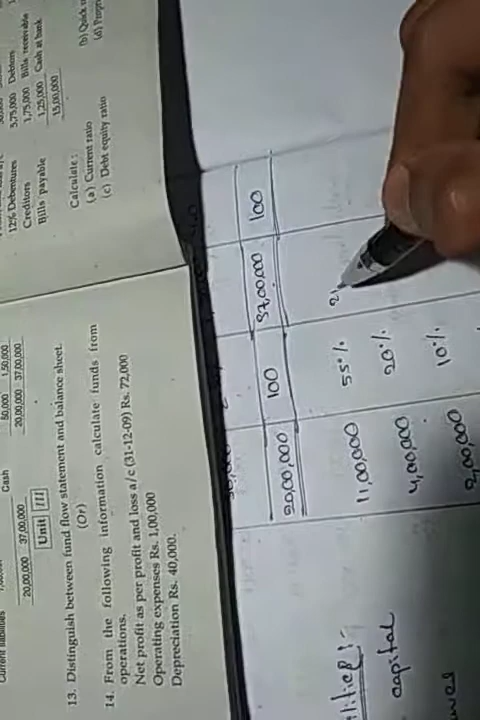 12% Debentures 3,75,000 Debtors
Creditors 1,75,000 Bills receivable
Bills payable 1,25,000 Cash at bank
15,00,000
Calculate:
(a) Current ratio (b) Quick
(c) Debt equity ratio (d)
Cash 50,000 1,50,000
20,00,000 37,00,000 20,00,000 37,00,000
Unit III
13. Distinguish between fund flow statement and balance sheet.
(Or)
14. From the following information calculate funds from
operations.
Net profit as per profit and loss a/c (31-12-09) Rs. 72,000
Operating expenses Rs. 1,00,000
Depreciation Rs. 40,000.
20,00,000 100 37,00,000 100
11,00,000 55% 2
capital 4,00,000 20%
2,00,000 10%